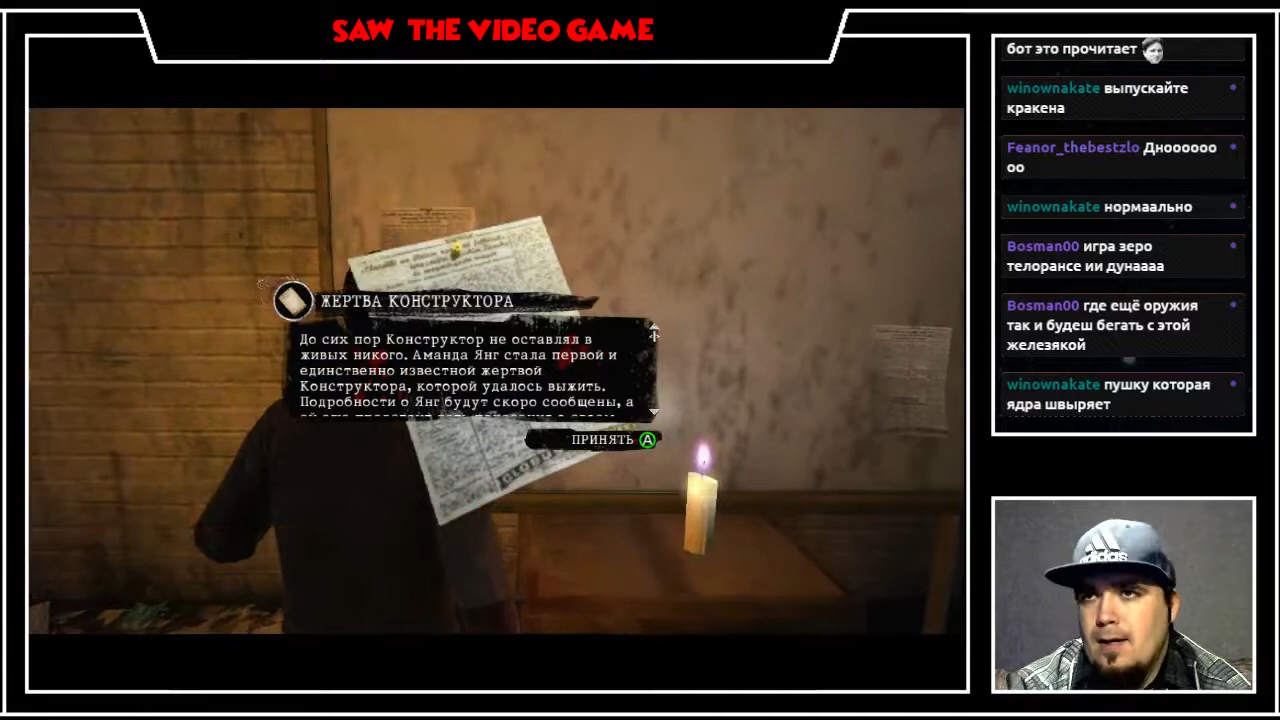 SAW THE VIDEO GAME
ЖЕРТВА КОНСТРУКТОРА
До сих пор Конструктор не оставлял в
живых никого. Аманда Янг стала первой и
единственно известной жертвой
Конструктора, которой удалось выжить.
Подробности о Янг будут скоро сообщены, а
ПРИНЯТЬ A
GLOBU
бот это прочитает
winownakate выпускайте
кракена
Feanor_thebestzlo Дноооооо
оо
winownakate нормаально
Bosman00 игра зеро
телорансе ии дунаааа
Bosman00 где ещё оружия
так и будеш бегать с этой
железякой
winownakate пушку которая
ядра швыряет
adidas